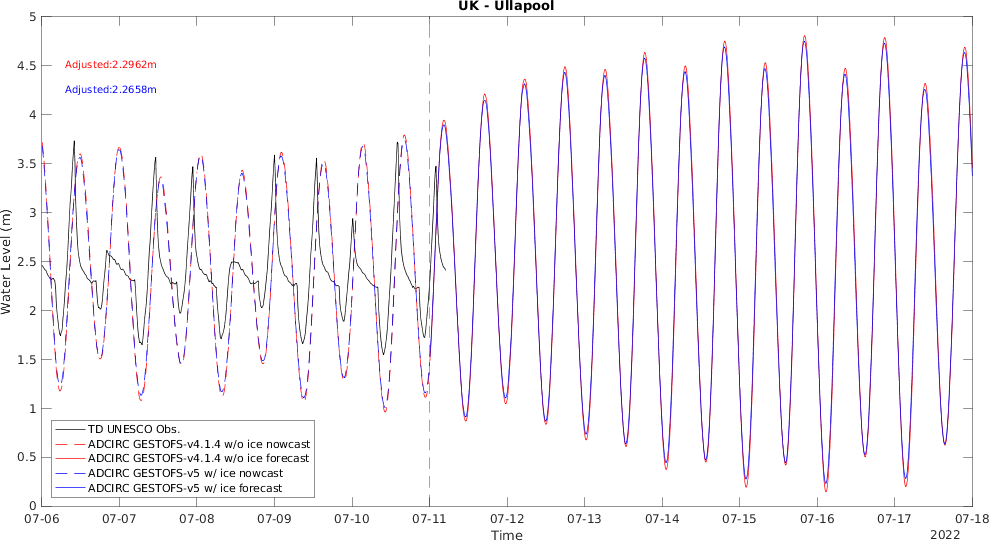 UK - Ullapool
5
4.5
4
3.5
3
2.5
2
1.5
1
0.5
0
Water Level (m)
Adjusted:2.2962m
Adjusted:2.2658m
TD UNESCO Obs.
ADCIRC GESTOFS-v4.1.4 w/o ice nowcast
ADCIRC GESTOFS-v4.1.4 w/o ice forecast
ADCIRC GESTOFS-v5 w/ ice nowcast
ADCIRC GESTOFS-v5 w/ ice forecast
07-06 07-07 07-08 07-09 07-10 07-11 07-12 07-13 07-14 07-15 07-16 07-17 07-18
Time
2022